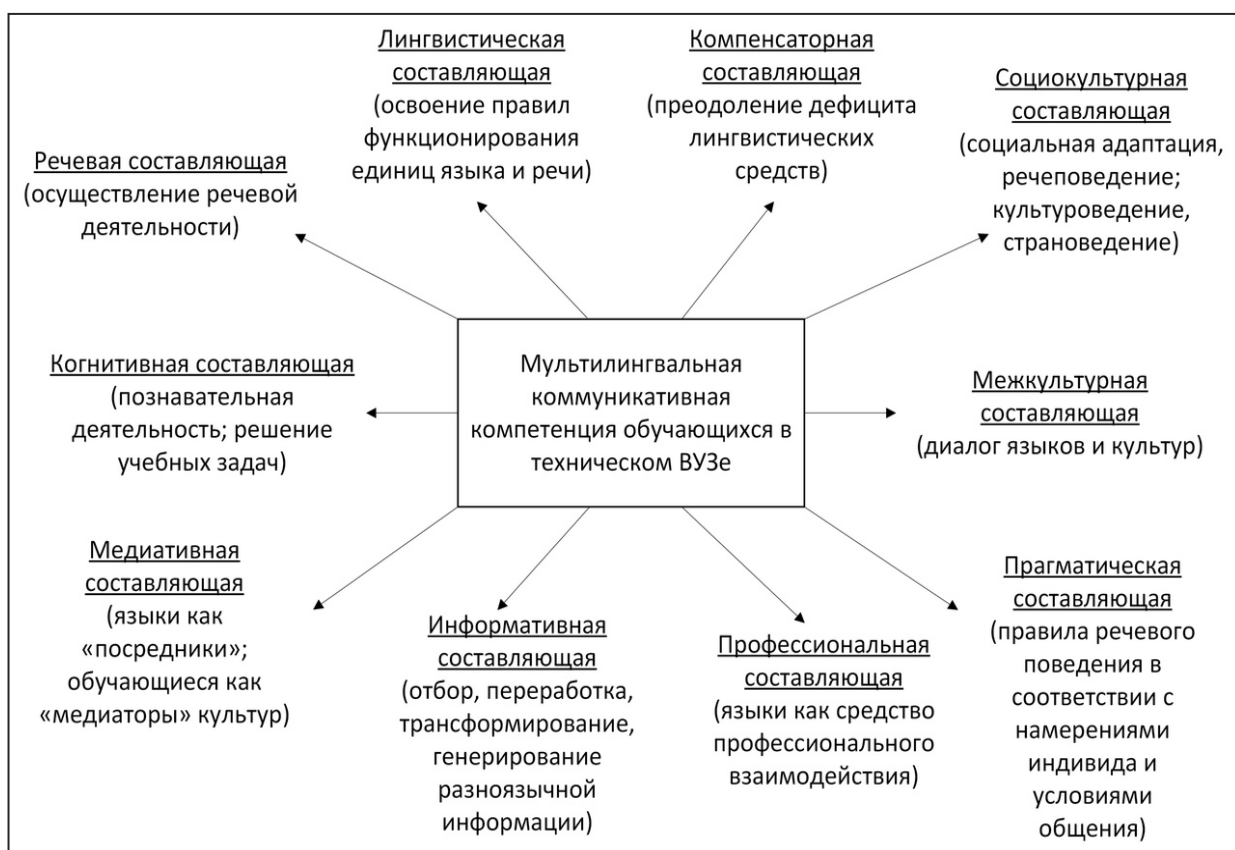 Лингвистическая
составляющая
(освоение правил
функционирования
единиц языка и речи)
Компенсаторная
составляющая
(преодоление дефицита
лингвистических
средств)
Социокультурная
составляющая
(социальная адаптация,
речеповедение;
культуроведение,
страноведение)
Речевая составляющая
(осуществление речевой
деятельности)
Когнитивная составляющая
(познавательная
деятельность; решение
учебных задач)
Мультилингвальная
коммуникативная
компетенция обучающихся в
техническом ВУЗе
Межкультурная
составляющая
(диалог языков и культур)
Медиативная
составляющая
(языки как
«посредники»;
обучающиеся как
«медиаторы» культур)
Информативная
составляющая
(отбор, переработка,
трансформирование,
генерирование
разноязычной
информации)
Профессиональная
составляющая
(языки как средство
профессионального
взаимодействия)
Прагматическая
составляющая
(правила речевого
поведения в
соответствии с
намерениями
индивида и
условиями
общения)